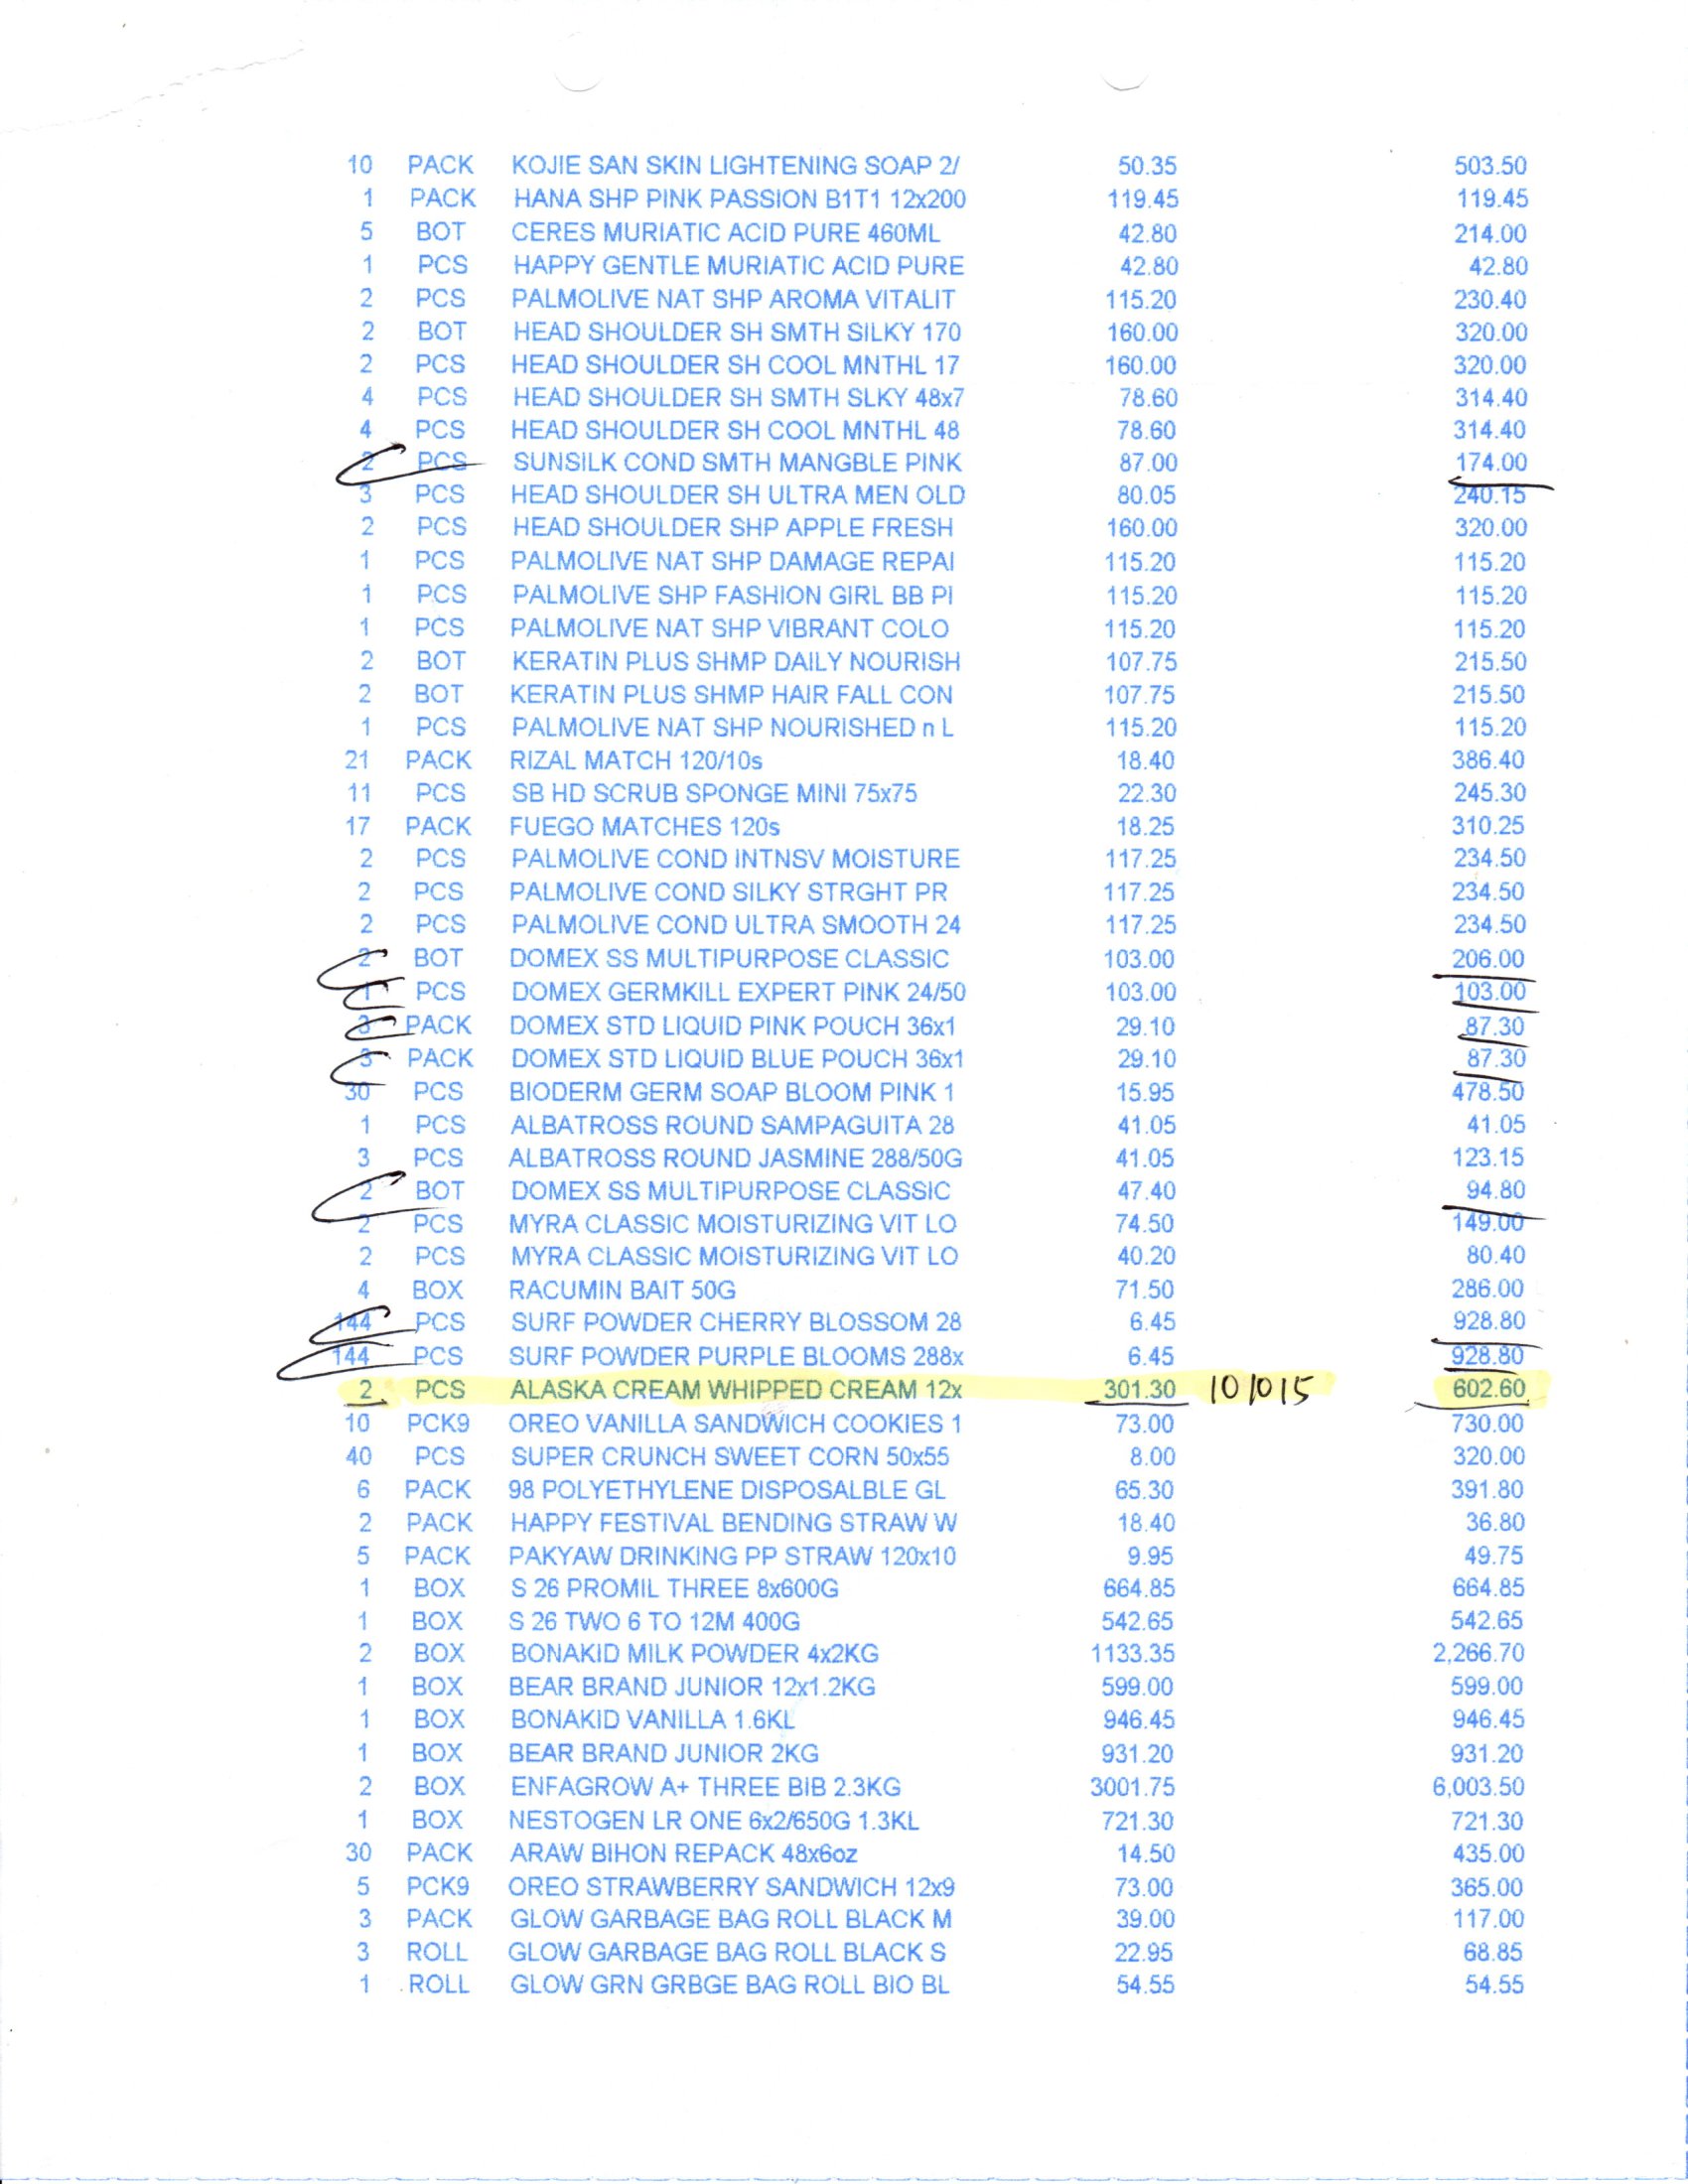 10 PACK KOJIE SAN SKIN LIGHTENING SOAP 2/ 50.35 503.50
1 PACK HANA SHP PINK PASSION B1T1 12x200 119.45 119.45
5 BOT CERES MURIATIC ACID PURE 460ML 42.80 214.00
1 PCS HAPPY GENTLE MURIATIC ACID PURE 42.80 42.80
2 PCS PALMOLIVE NAT SHP AROMA VITALIT 115.20 230.40
2 BOT HEAD SHOULDER SH SMTH SILKY 170 160.00 320.00
2 PCS HEAD SHOULDER SH COOL MNTHL 17 160.00 320.00
4 PCS HEAD SHOULDER SH SMTH SLKY 48x7 78.60 314.40
4 PCS HEAD SHOULDER SH COOL MNTHL 48 78.60 314.40
2 PCS SUNSILK COND SMTH MANGBLE PINK 87.00 174.00
3 PCS HEAD SHOULDER SH ULTRA MEN OLD 80.05 240.15
2 PCS HEAD SHOULDER SHP APPLE FRESH 160.00 320.00
1 PCS PALMOLIVE NAT SHP DAMAGE REPAI 115.20 115.20
1 PCS PALMOLIVE SHP FASHION GIRL BB PI 115.20 115.20
1 PCS PALMOLIVE NAT SHP VIBRANT COLO 115.20 115.20
2 BOT KERATIN PLUS SHMP DAILY NOURISH 107.75 215.50
2 BOT KERATIN PLUS SHMP HAIR FALL CON 107.75 215.50
1 PCS PALMOLIVE NAT SHP NOURISHED n L 115.20 115.20
21 PACK RIZAL MATCH 120/10s 18.40 386.40
11 PCS SB HD SCRUB SPONGE MINI 75x75 22.30 245.30
17 PACK FUEGO MATCHES 120s 18.25 310.25
2 PCS PALMOLIVE COND INTNSV MOISTURE 117.25 234.50
2 PCS PALMOLIVE COND SILKY STRGHT PR 117.25 234.50
2 PCS PALMOLIVE COND ULTRA SMOOTH 24 117.25 234.50
2 BOT DOMEX SS MULTIPURPOSE CLASSIC 103.00 206.00
1 PCS DOMEX GERMKILL EXPERT PINK 24/50 103.00 103.00
3 PACK DOMEX STD LIQUID PINK POUCH 36x1 29.10 87.30
3 PACK DOMEX STD LIQUID BLUE POUCH 36x1 29.10 87.30
30 PCS BIODERM GERM SOAP BLOOM PINK 1 15.95 478.50
1 PCS ALBATROSS ROUND SAMPAGUITA 28 41.05 41.05
3 PCS ALBATROSS ROUND JASMINE 288/50G 41.05 123.15
2 BOT DOMEX SS MULTIPURPOSE CLASSIC 47.40 94.80
2 PCS MYRA CLASSIC MOISTURIZING VIT LO 74.50 149.00
2 PCS MYRA CLASSIC MOISTURIZING VIT LO 40.20 80.40
4 BOX RACUMIN BAIT 50G 71.50 286.00
144 PCS SURF POWDER CHERRY BLOSSOM 28 6.45 928.80
144 PCS SURF POWDER PURPLE BLOOMS 288x 6.45 928.80
2 PCS ALASKA CREAM WHIPPED CREAM 12x 301.30 101015 602.60
10 PCK9 OREO VANILLA SANDWICH COOKIES 1 73.00 730.00
40 PCS SUPER CRUNCH SWEET CORN 50x55 8.00 320.00
6 PACK 98 POLYETHYLENE DISPOSALBLE GL 65.30 391.80
2 PACK HAPPY FESTIVAL BENDING STRAW W 18.40 36.80
5 PACK PAKYAW DRINKING PP STRAW 120x10 9.95 49.75
1 BOX S 26 PROMIL THREE 8x600G 664.85 664.85
1 BOX S 26 TWO 6 TO 12M 400G 542.65 542.65
2 BOX BONAKID MILK POWDER 4x2KG 1133.35 2,266.70
1 BOX BEAR BRAND JUNIOR 12x1.2KG 599.00 599.00
1 BOX BONAKID VANILLA 1.6KL 946.45 946.45
1 BOX BEAR BRAND JUNIOR 2KG 931.20 931.20
2 BOX ENFAGROW A+ THREE BIB 2.3KG 3001.75 6,003.50
1 BOX NESTOGEN LR ONE 6x2/650G 1.3KL 721.30 721.30
30 PACK ARAW BIHON REPACK 48x6oz 14.50 435.00
5 PCK9 OREO STRAWBERRY SANDWICH 12x9 73.00 365.00
3 PACK GLOW GARBAGE BAG ROLL BLACK M 39.00 117.00
3 ROLL GLOW GARBAGE BAG ROLL BLACK S 22.95 68.85
1 ROLL GLOW GRN GRBGE BAG ROLL BIO BL 54.55 54.55